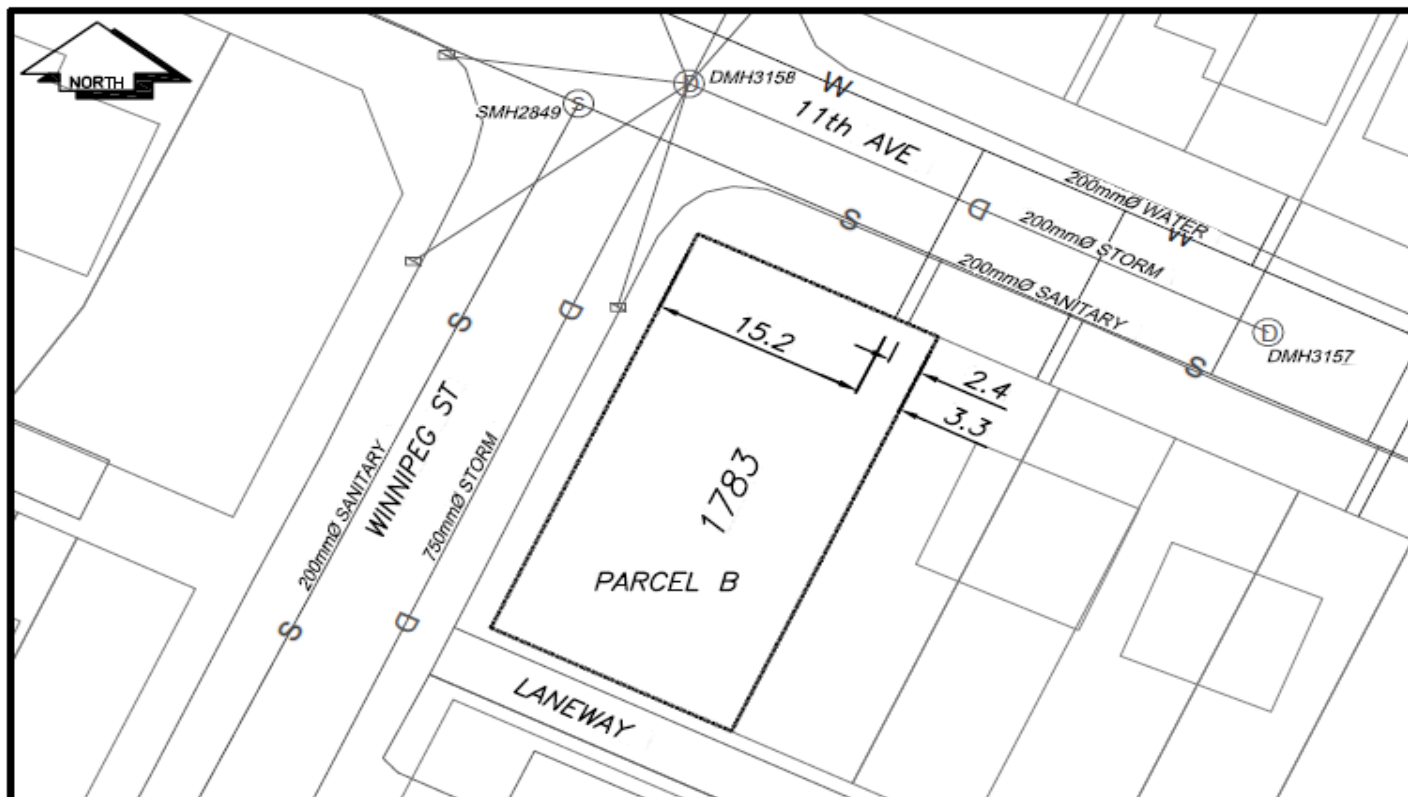 NORTH
SMH2849
S
D
DMH3158
W
11th AVE
200mmØ WATER
W
D
200mmØ STORM
S
200mmØ SANITARY
D
DMH3157
S
S
D
15.2
2.4
3.3
1783
WINNIPEG ST
200mmØ SANITARY
750mmØ STORM
PARCEL B
S
D
LANEWAY